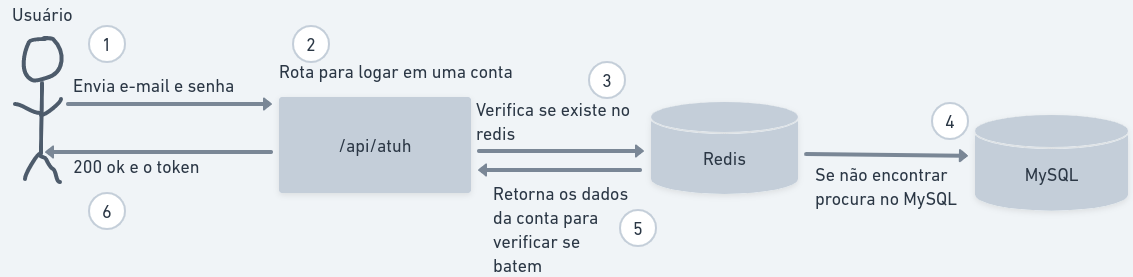 Usuário
1
2
Rota para logar em uma conta
3
Envia e-mail e senha
Verifica se existe no
redis
4
/api/atuh
Redis
MySQL
200 ok e o token
Se não encontrar
procura no MySQL
Retorna os dados
da conta para
verificar se
batem
5
6